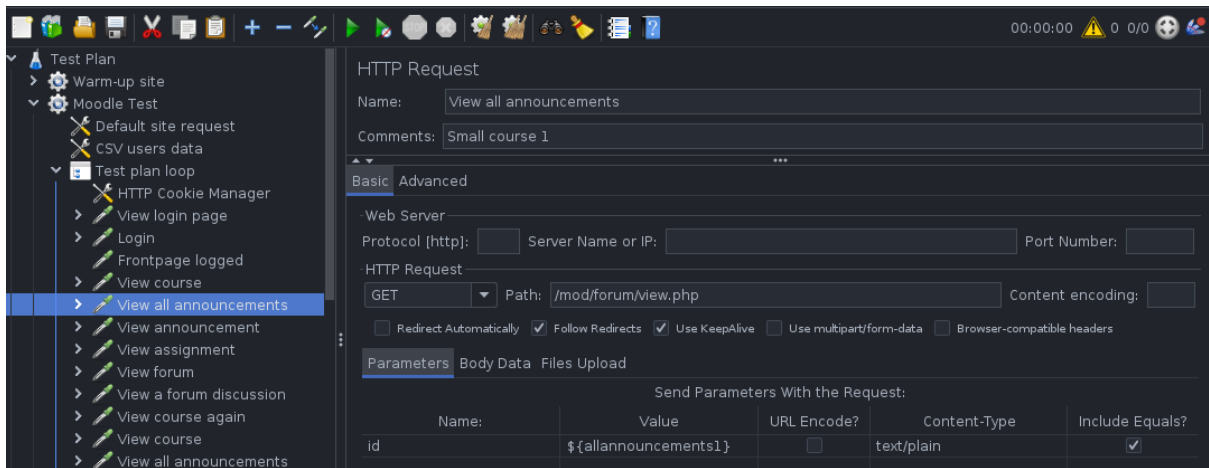 00:00:00 0 0/0
Test Plan
Warm-up site
Moodle Test
Default site request
CSV users data
Test plan loop
HTTP Cookie Manager
View login page
Login
Frontpage logged
View course
View all announcements
View announcement
View assignment
View forum
View a forum discussion
View course again
View course
View all announcements
HTTP Request
Name: View all announcements
Comments: Small course 1
Basic Advanced
Web Server
Protocol [http]: Server Name or IP: Port Number:
HTTP Request
GET Path: /mod/forum/view.php Content encoding:
Redirect Automatically Follow Redirects Use KeepAlive Use multipart/form-data Browser-compatible headers
Parameters Body Data Files Upload
Send Parameters With the Request:
Name: Value URL Encode? Content-Type Include Equals?
id ${allannouncements1} text/plain